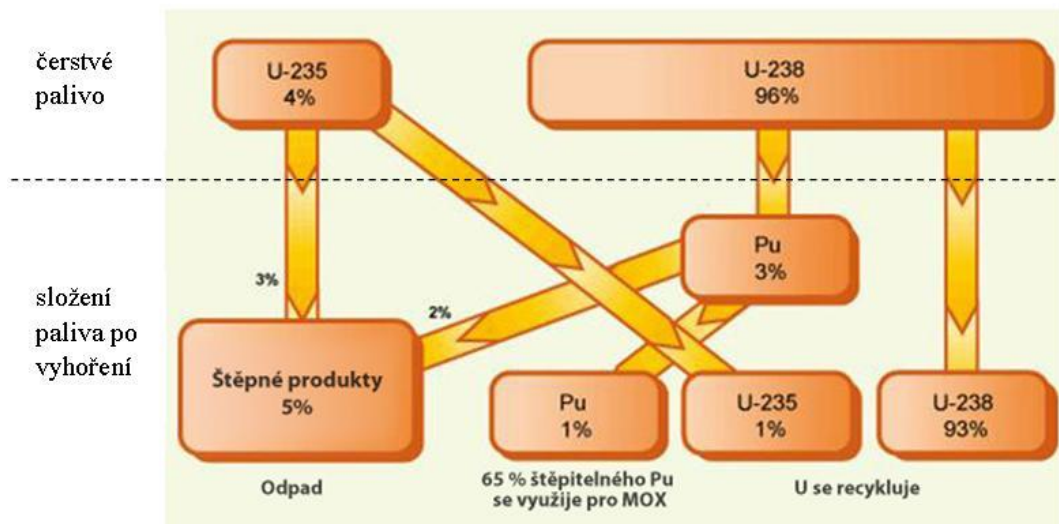 čerstvé
palivo
U-235
4%
U-238
96%
Pu
3%
3%
2%
složení
paliva po
vyhoření
Štěpné produkty
5%
Pu
1%
U-235
1%
U-238
93%
Odpad
65 % štěpitelného Pu
se využije pro MOX
U se recykluje